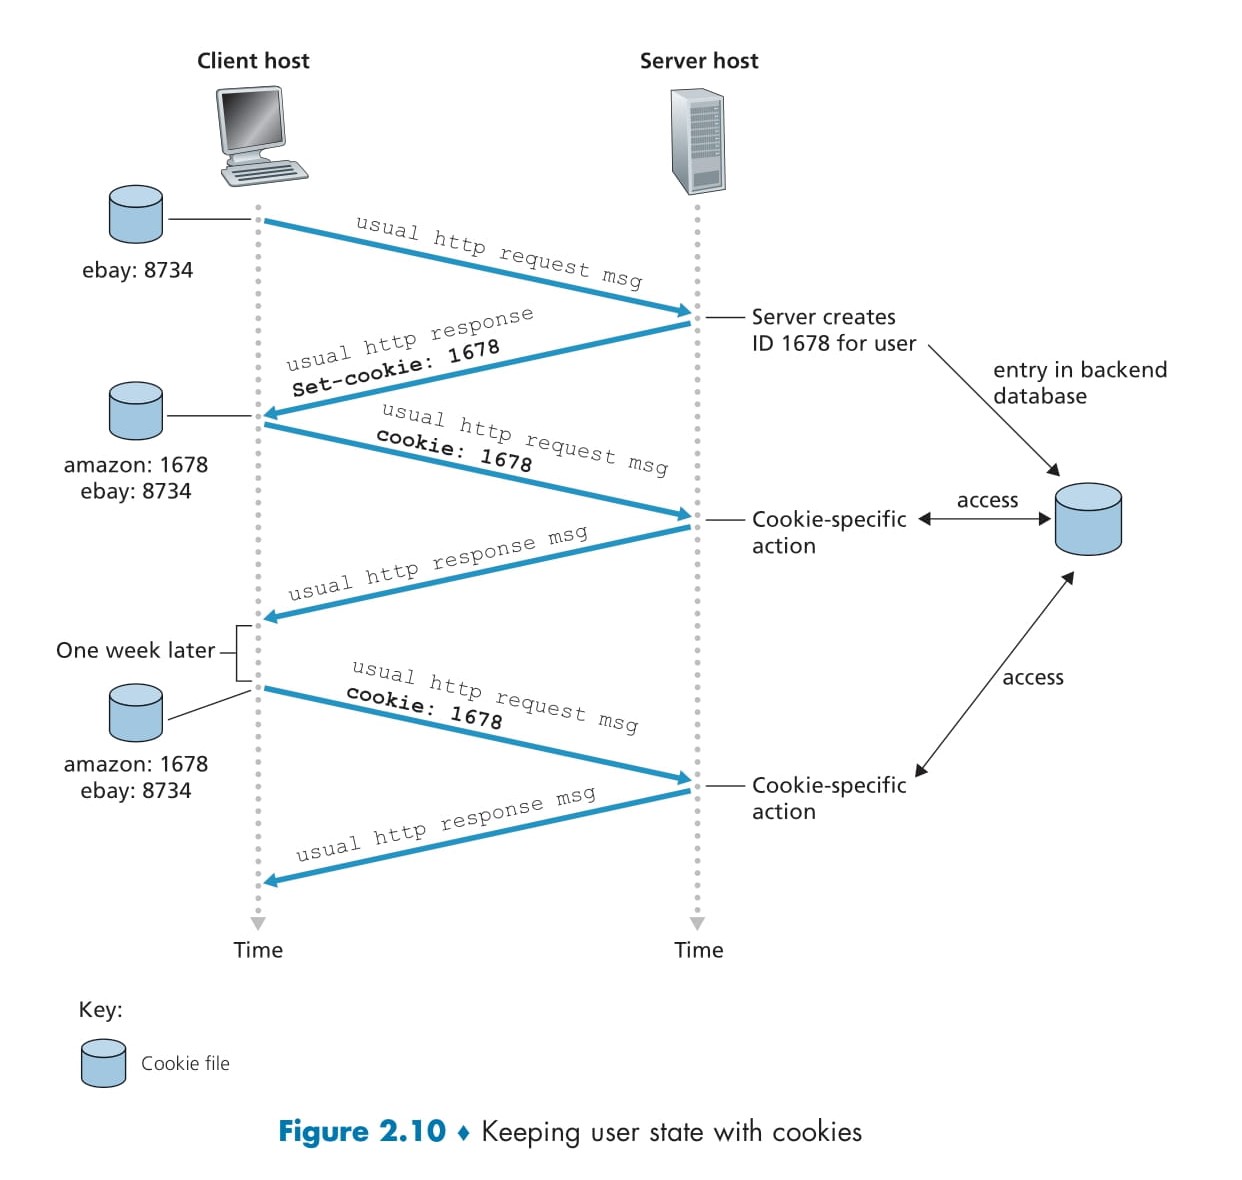 Client host
Server host
usual http request msg
ebay: 8734
Server creates
ID 1678 for user
entry in backend
database
usual http response
Set-cookie: 1678
amazon: 1678
ebay: 8734
usual http request msg
cookie: 1678
Cookie-specific
action
access
usual http response msg
One week later
usual http request msg
cookie: 1678
access
amazon: 1678
ebay: 8734
Cookie-specific
action
usual http response msg
Time
Time
Key:
Cookie file
Figure 2.10 ♦ Keeping user state with cookies